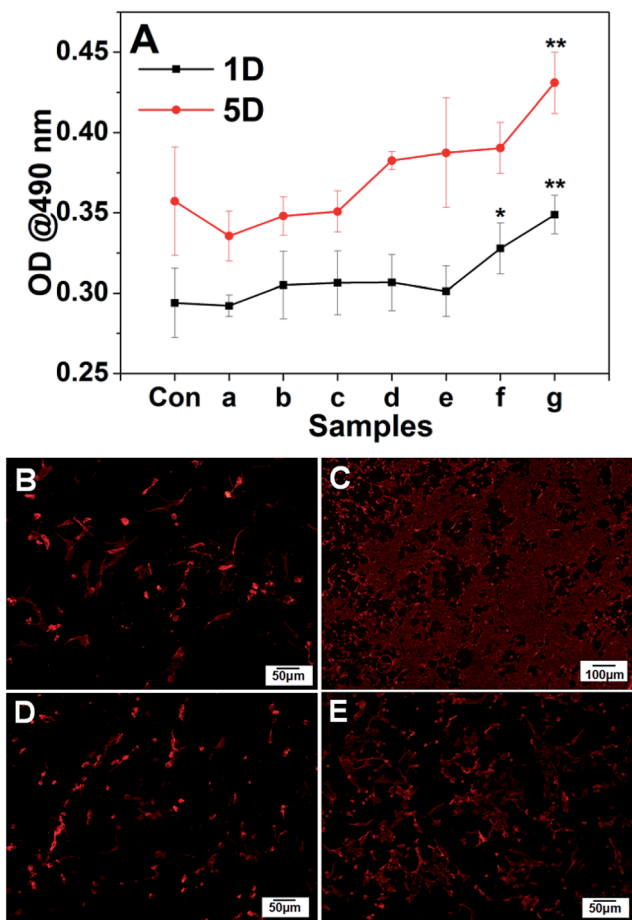 A
1D
5D
**
*
**
OD @490 nm
0.45
0.40
0.35
0.30
0.25
Con a b c d e f g
Samples
B
50μm
C
100μm
D
50μm
E
50μm